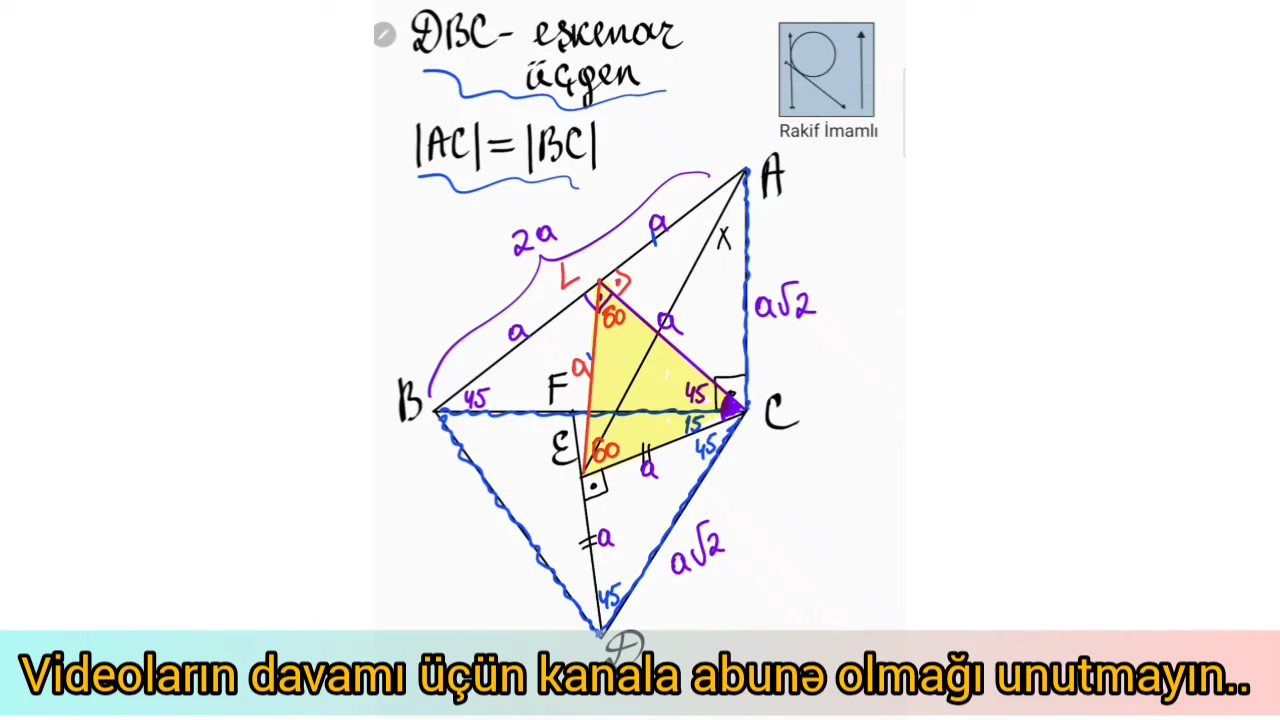 DBC- eşkenar
üçgen
|AC|=|BC|
Rakif İmamlı
A
2a
a
x
L
a√2
60
a
a
a
F
B
45
45
C
E
60
15
45
a
a
a√2
45
D
Videoların davamı üçün kanala abunə olmağı unutmayın..